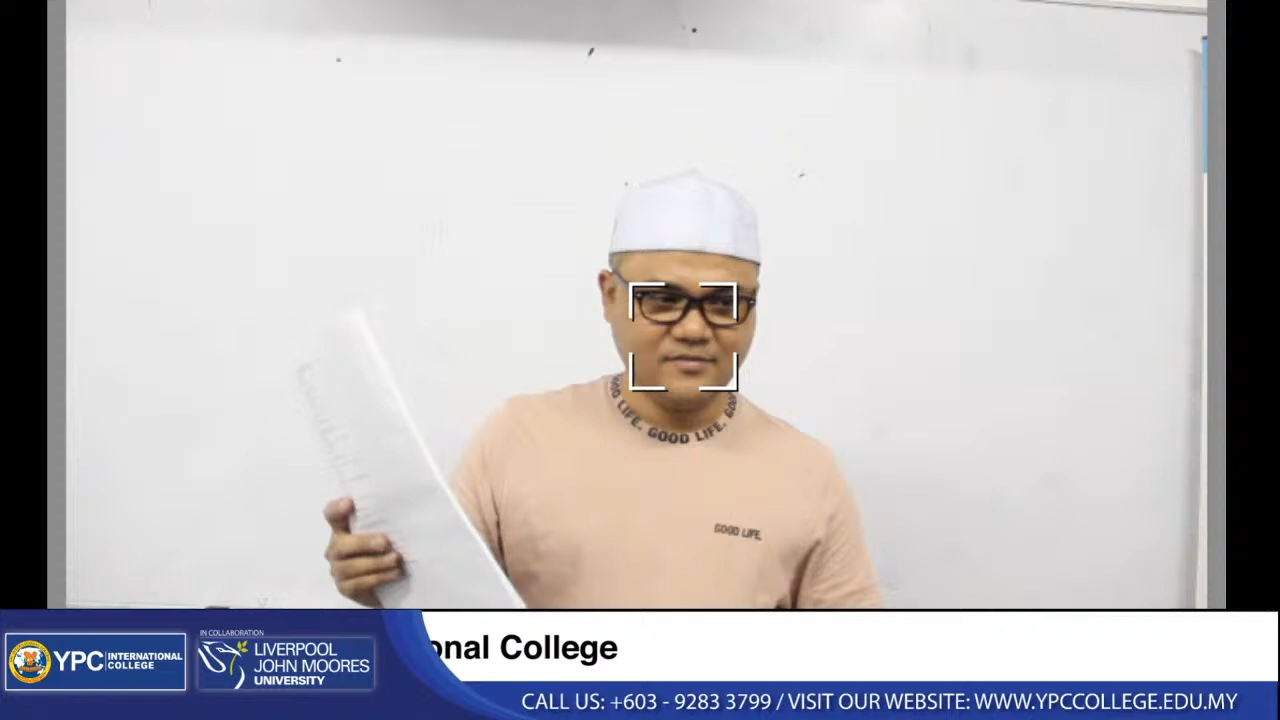 GOOD LIFE. GOOD LIFE. GOOD
GOOD LIFE.
YPC INTERNATIONAL COLLEGE
IN COLLABORATION
LIVERPOOL
JOHN MOORES
UNIVERSITY
onal College
CALL US: +603 - 9283 3799 / VISIT OUR WEBSITE: WWW.YPCCOLLEGE.EDU.MY